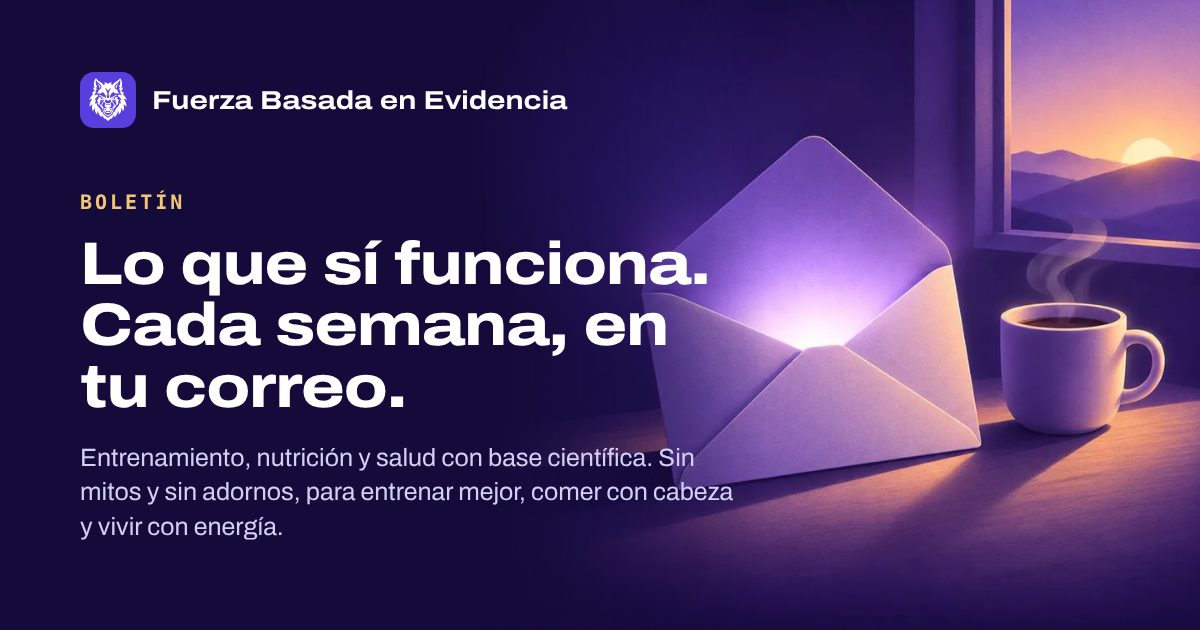 Fuerza Basada en Evidencia
BOLETÍN
Lo que sí funciona.
Cada semana, en
tu correo.
Entrenamiento, nutrición y salud con base científica. Sin
mitos y sin adornos, para entrenar mejor, comer con cabeza
y vivir con energía.